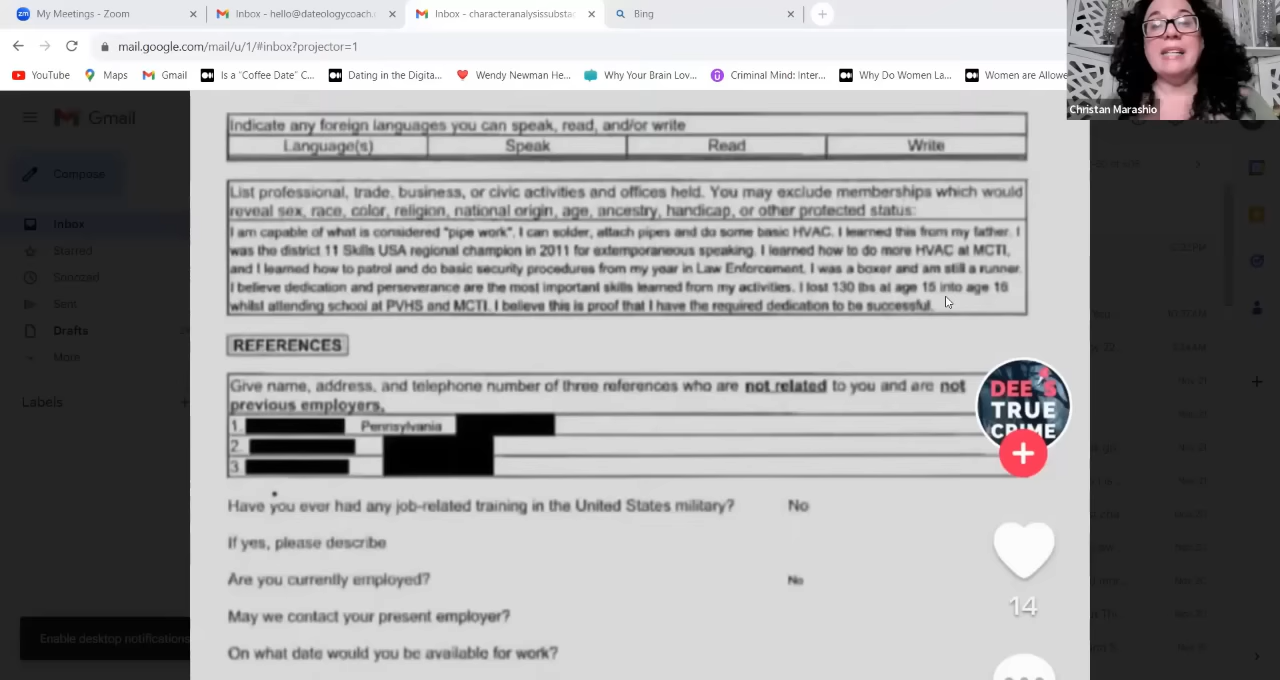 My Meetings - Zoom
Inbox - hello@dateologycoach.
Inbox - characteranalysissubstac
Bing
mail.google.com/mail/u/1/#inbox?projector=1
YouTube
Maps
Gmail
Is a "Coffee Date" C...
Dating in the Digita...
Wendy Newman He...
Why Your Brain Lov...
Criminal Mind: Inter...
Why Do Women La...
Women are Allowe
Christan Marashio
Gmail
Compose
Inbox
Starred
Snoozed
Sent
Drafts
More
Labels
Enable desktop notifications
Indicate any foreign languages you can speak, read, and/or write
Language(s) Speak Read Write
List professional, trade, business, or civic activities and offices held. You may exclude memberships which would
reveal sex, race, color, religion, national origin, age, ancestry, handicap, or other protected status:
I am capable of what is considered "pipe work". I can solder, attach pipes and do some basic HVAC. I learned this from my father. I
was the district 11 Skills USA regional champion in 2011 for extemporaneous speaking. I learned how to do more HVAC at MCTI,
and I learned how to patrol and do basic security procedures from my year in Law Enforcement. I was a boxer and am still a runner.
I believe dedication and perseverance are the most important skills learned from my activities. I lost 130 lbs at age 15 into age 16
whilst attending school at PVHS and MCTI. I believe this is proof that I have the required dedication to be successful.
REFERENCES
Give name, address, and telephone number of three references who are not related to you and are not
previous employers.
1. Pennsylvania
2.
3.
Have you ever had any job-related training in the United States military? No
If yes, please describe
Are you currently employed? No
May we contact your present employer?
On what date would you be available for work?
DEE'S
TRUE
CRIME
14